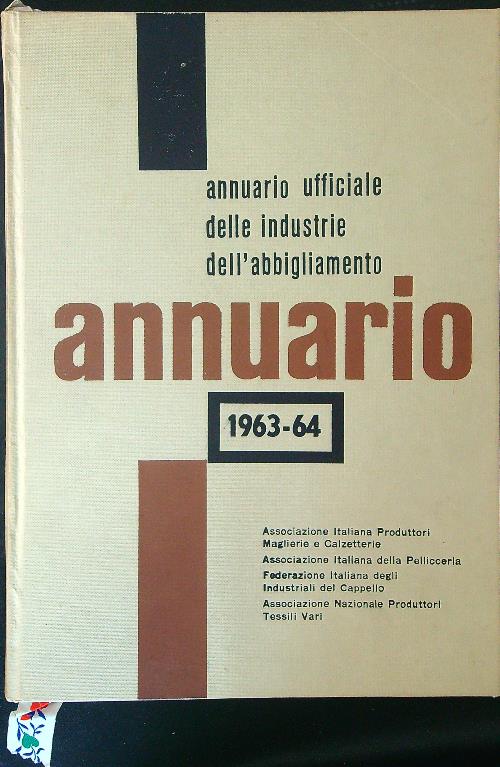 annuario ufficiale
delle industrie
dell'abbigliamento
annuario
1963-64
Associazione Italiana Produttori
Maglierie e Calzetterie
Associazione Italiana della Pellicceria
Federazione Italiana degli
Industriali del Cappello
Associazione Nazionale Produttori
Tessili Vari